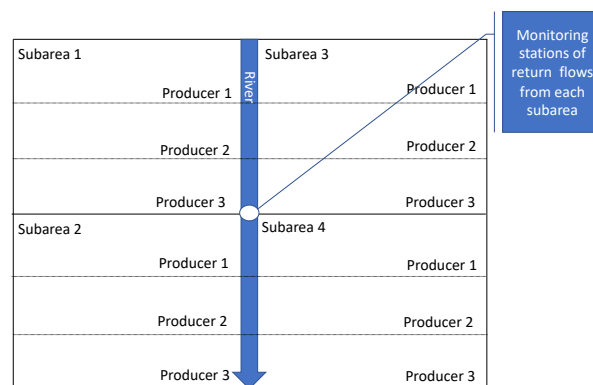 Monitoring
stations of
return flows
from each
subarea
Subarea 1
Subarea 3
River
Producer 1
Producer 1
Producer 2
Producer 2
Producer 3
Producer 3
Subarea 2
Subarea 4
Producer 1
Producer 1
Producer 2
Producer 2
Producer 3
Producer 3